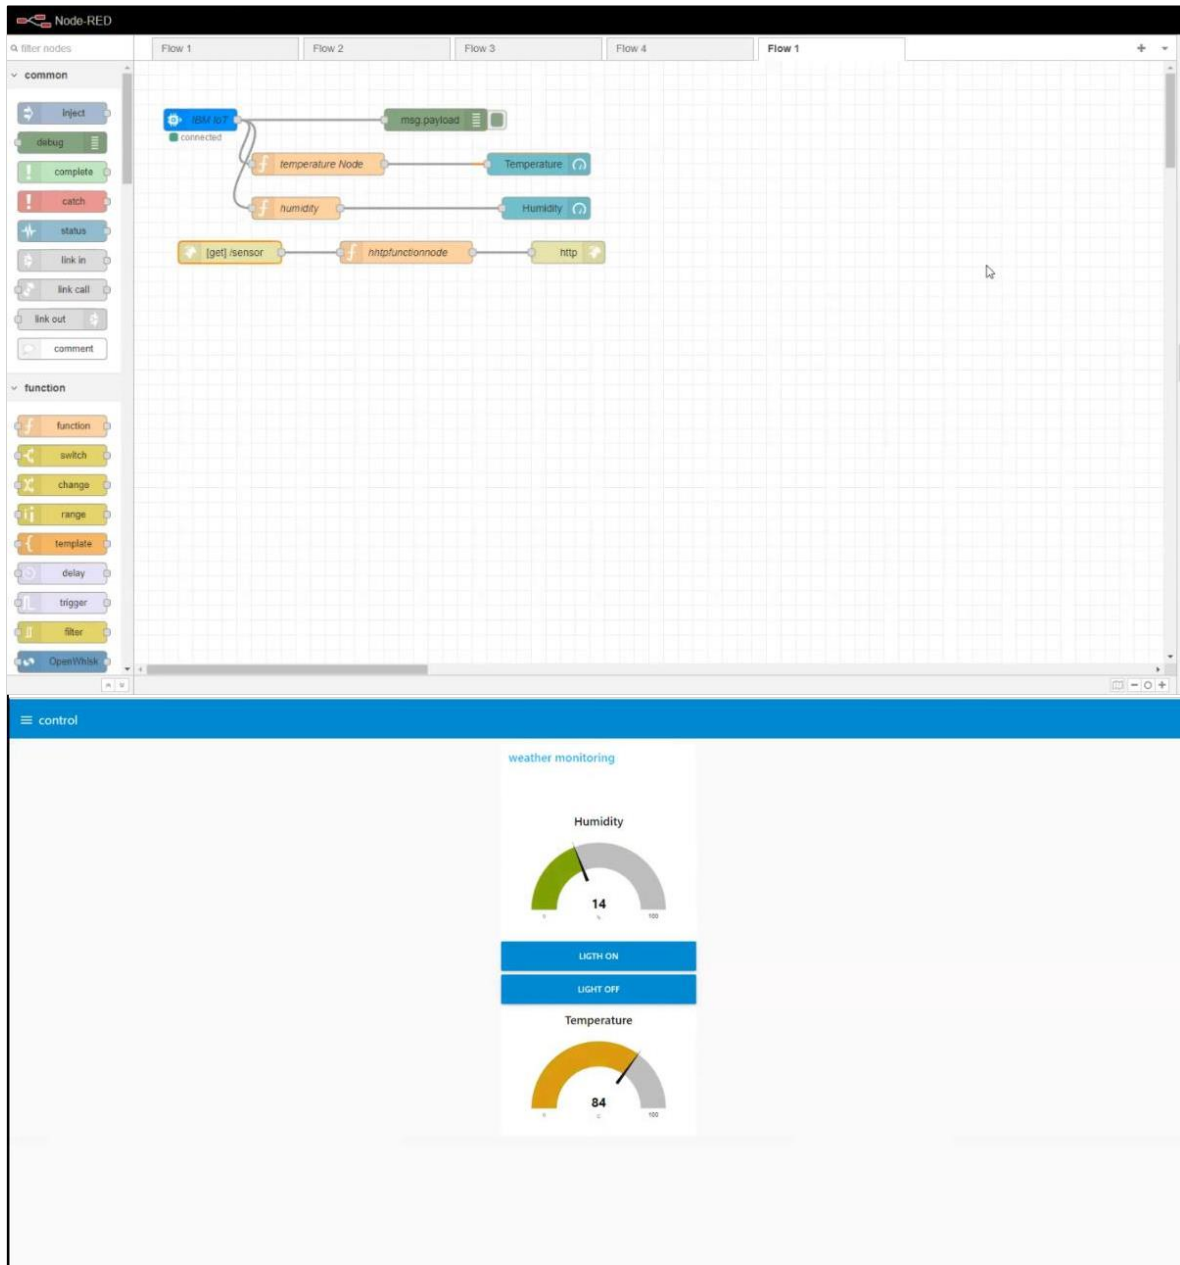 Node-RED
filter nodes
Flow 1
Flow 2
Flow 3
Flow 4
Flow 1
common
inject
debug
complete
catch
status
link in
link call
link out
comment
function
function
switch
change
range
template
delay
trigger
filter
OpenWhisk
IBM IoT
connected
msg.payload
temperature Node
Temperature
humidity
Humidity
[get] /sensor
hhtpfunctionnode
http
control
weather monitoring
Humidity
14
0
%
100
LIGTH ON
LIGHT OFF
Temperature
84
0
C
100